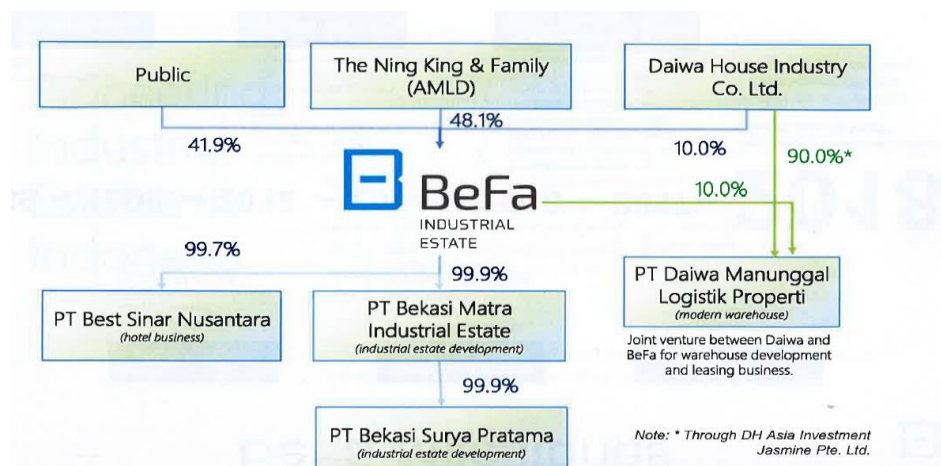 Public
The Ning King & Family
(AMLD)
Daiwa House Industry
Co. Ltd.
48.1%
41.9%
10.0%
90.0%*
10.0%
BeFa
INDUSTRIAL
ESTATE
99.7%
99.9%
PT Best Sinar Nusantara
(hotel business)
PT Bekasi Matra
Industrial Estate
(industrial estate development)
PT Daiwa Manunggal
Logistik Properti
(modern warehouse)
Joint venture between Daiwa and
BeFa for warehouse development
and leasing business.
99.9%
PT Bekasi Surya Pratama
(industrial estate development)
Note: * Through DH Asia Investment
Jasmine Pte. Ltd.